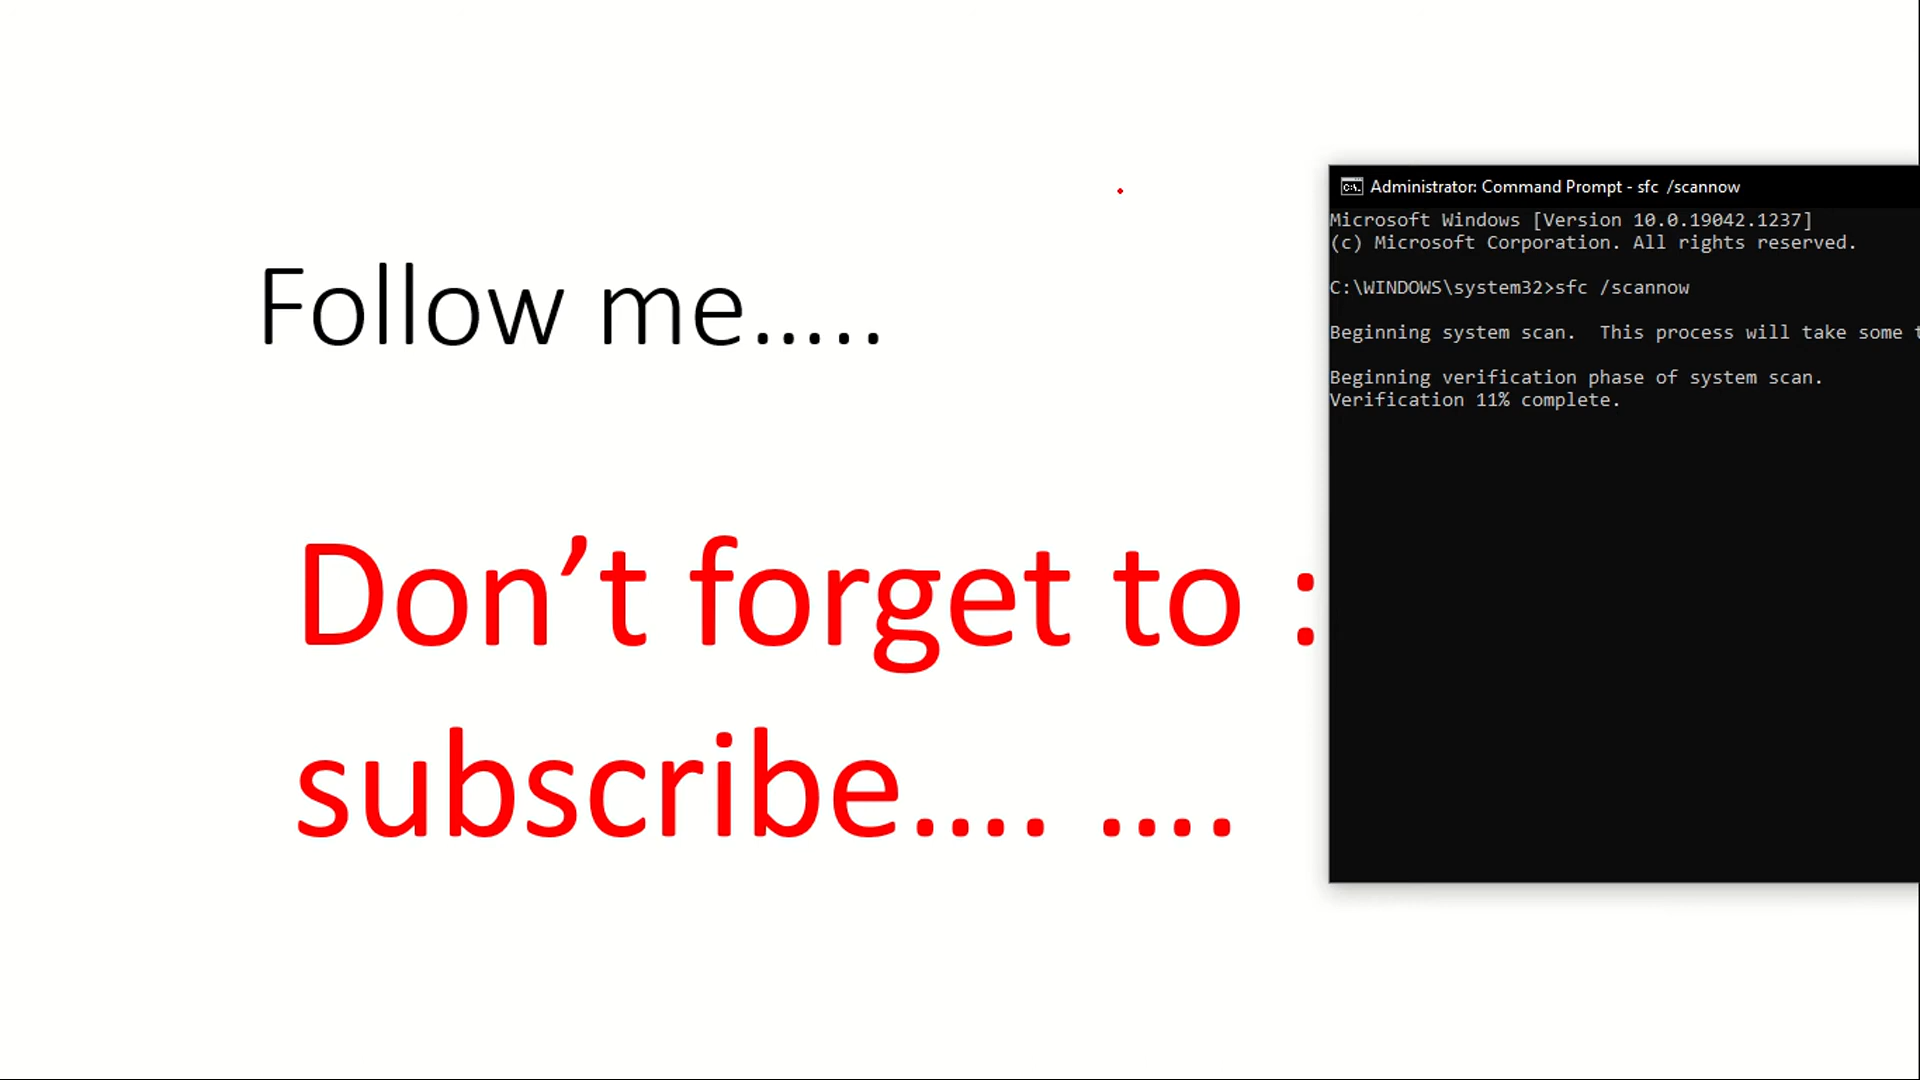 Follow me.....
Don’t forget to :
subscribe.... ....
Administrator: Command Prompt - sfc /scannow
Microsoft Windows [Version 10.0.19042.1237]
(c) Microsoft Corporation. All rights reserved.
C:\WINDOWS\system32>sfc /scannow
Beginning system scan.  This process will take some
Beginning verification phase of system scan.
Verification 11% complete.